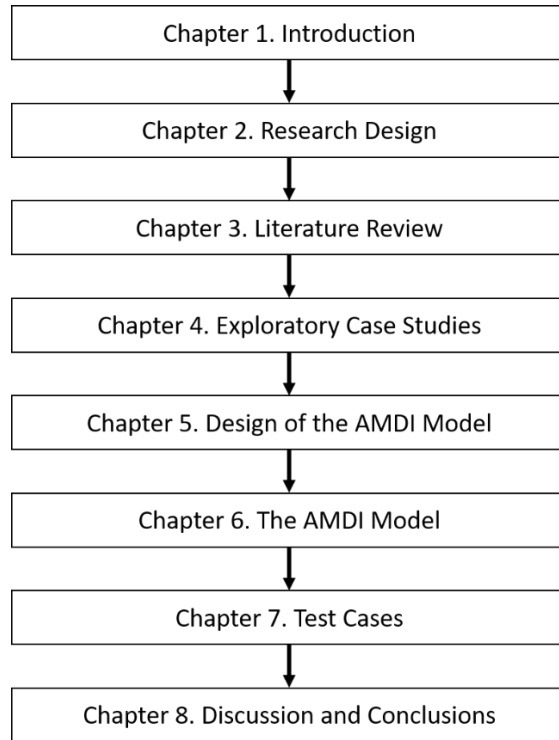 Chapter 1. Introduction
Chapter 2. Research Design
Chapter 3. Literature Review
Chapter 4. Exploratory Case Studies
Chapter 5. Design of the AMDI Model
Chapter 6. The AMDI Model
Chapter 7. Test Cases
Chapter 8. Discussion and Conclusions